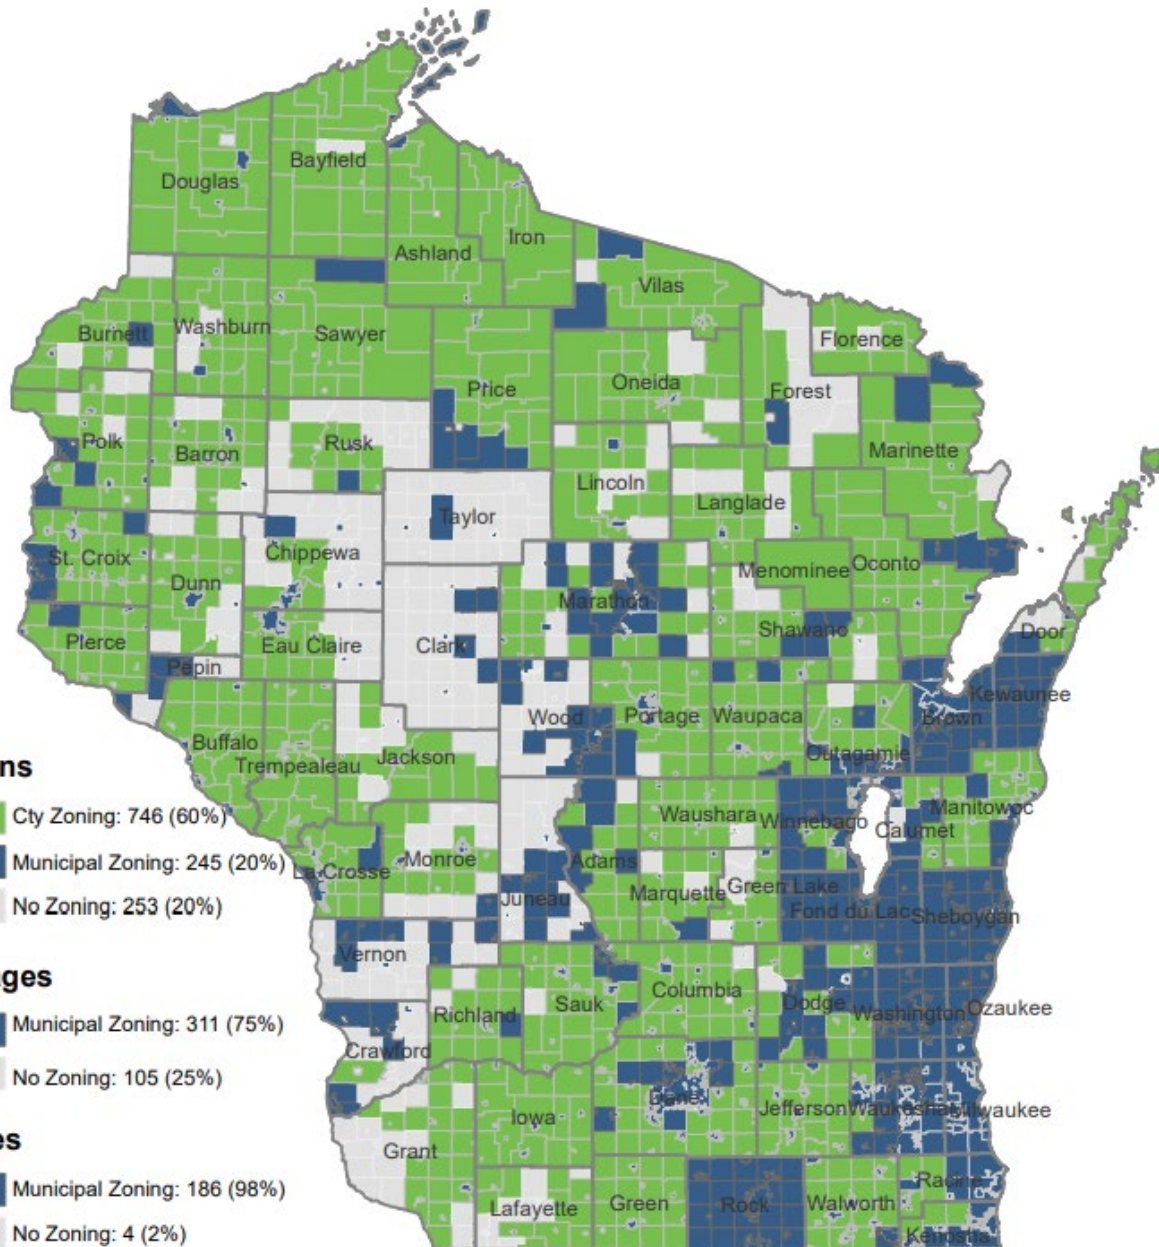 Bayfield
Douglas
Iron
Ashland
Vilas
Burnett
Washburn
Sawyer
Florence
Price
Oneida
Forest
Polk
Barron
Rusk
Marinette
Lincoln
Langlade
Taylor
St. Croix
Chippewa
Dunn
Menominee
Oconto
Marathon
Shawano
Pierce
Eau Claire
Clark
Door
Pepin
Kewaunee
Wood
Portage
Waupaca
Brown
Buffalo
Trempealeau
Jackson
Outagamie
ns
Cty Zoning: 746 (60%)
Municipal Zoning: 245 (20%)
No Zoning: 253 (20%)
Waushara
Winnebago
Calumet
Manitowoc
La Crosse
Monroe
Adams
Juneau
Marquette
Green Lake
Fond du Lac
Sheboygan
Vernon
ges
Municipal Zoning: 311 (75%)
No Zoning: 105 (25%)
Richland
Sauk
Columbia
Dodge
Washington
Ozaukee
Crawford
Iowa
Dane
Jefferson
Waukesha
Milwaukee
Grant
es
Municipal Zoning: 186 (98%)
No Zoning: 4 (2%)
Lafayette
Green
Rock
Walworth
Racine
Kenosha